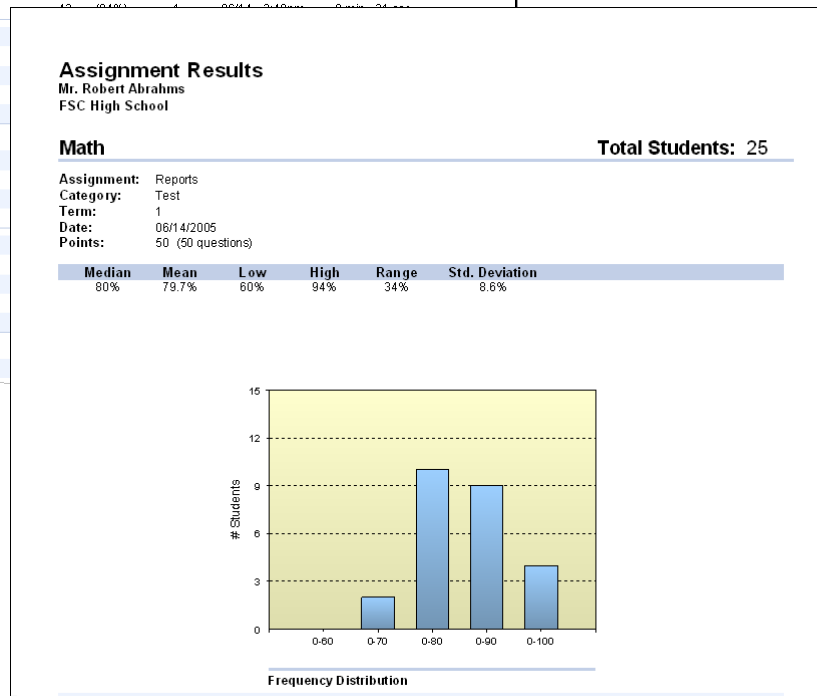 Assignment Results
Mr. Robert Abrahms
FSC High School
Math Total Students: 25
Assignment: Reports
Category: Test
Term: 1
Date: 06/14/2005
Points: 50 (50 questions)
Median Mean Low High Range Std. Deviation
80% 79.7% 60% 94% 34% 8.6%
15
12
9
6
3
0
# Students
0-60 0-70 0-80 0-90 0-100
Frequency Distribution